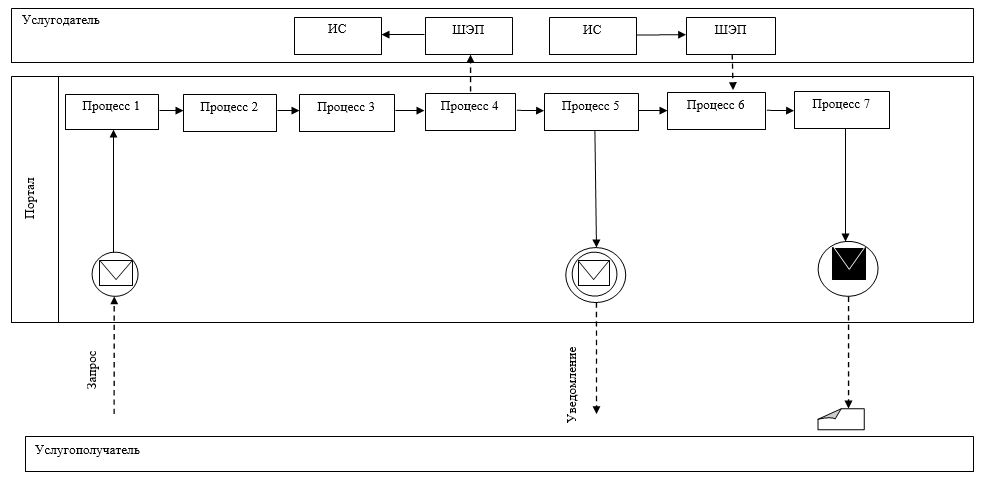 Услугодатель
ИС
ШЭП
ИС
ШЭП
Процесс 1
Процесс 2
Процесс 3
Процесс 4
Процесс 5
Процесс 6
Процесс 7
Портал
Запрос
Уведомление
Услугополучатель